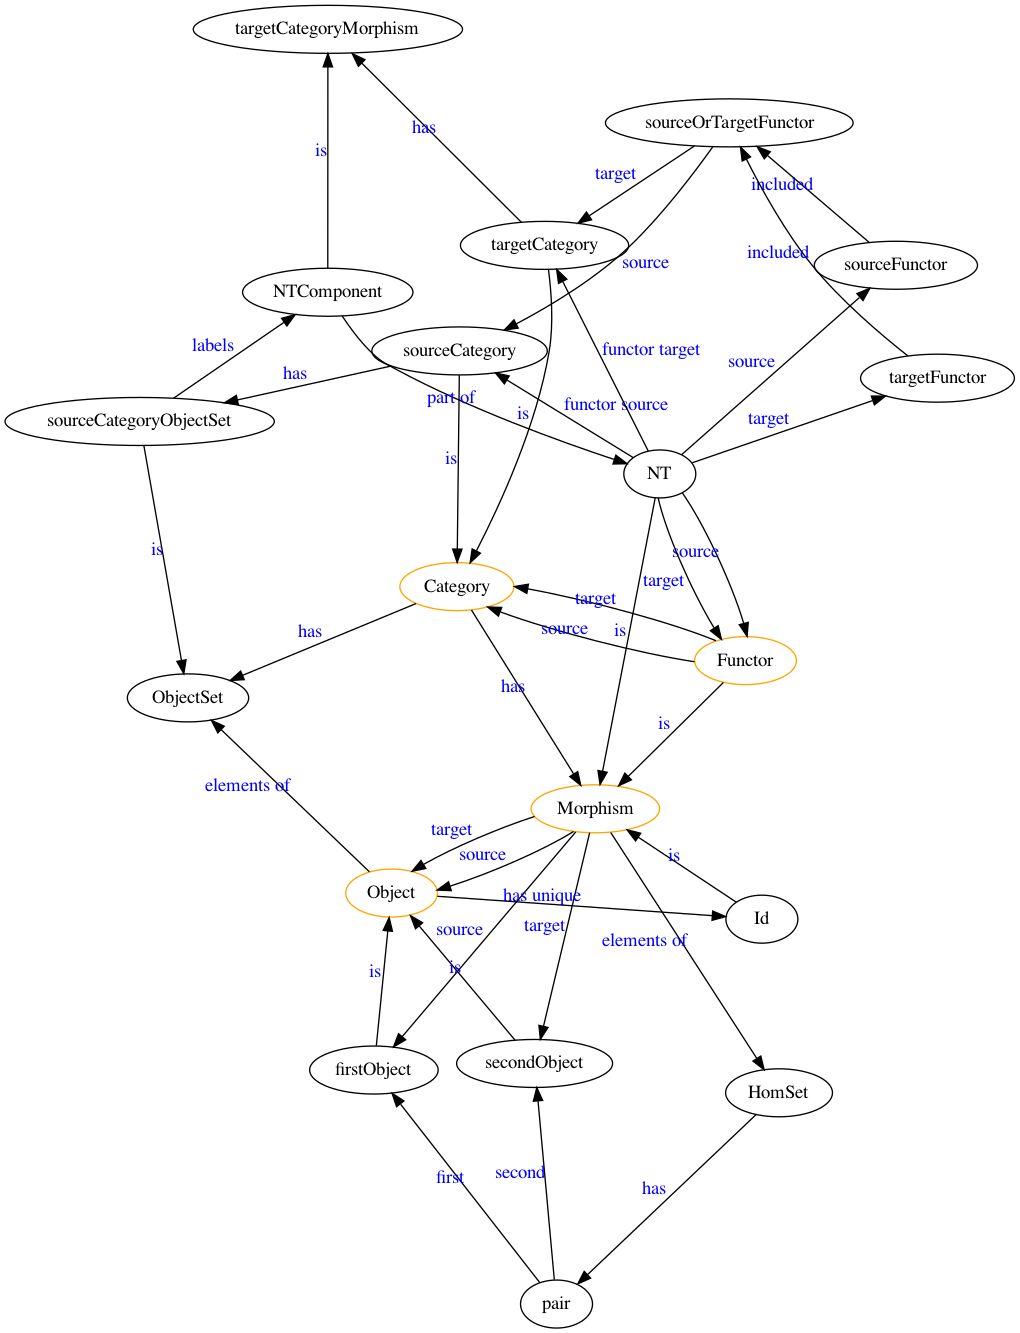 targetCategoryMorphism
sourceOrTargetFunctor
has
is
target
included
targetCategory
included
source
sourceFunctor
NTComponent
labels
sourceCategory
functor target
source
has
targetFunctor
part of
functor source
is
target
sourceCategoryObjectSet
is
NT
is
source
target
Category
target
has
source
is
Functor
has
ObjectSet
is
elements of
Morphism
target
source
is
Object
has unique
Id
source
target
elements of
is
is
firstObject
secondObject
HomSet
first
second
has
pair